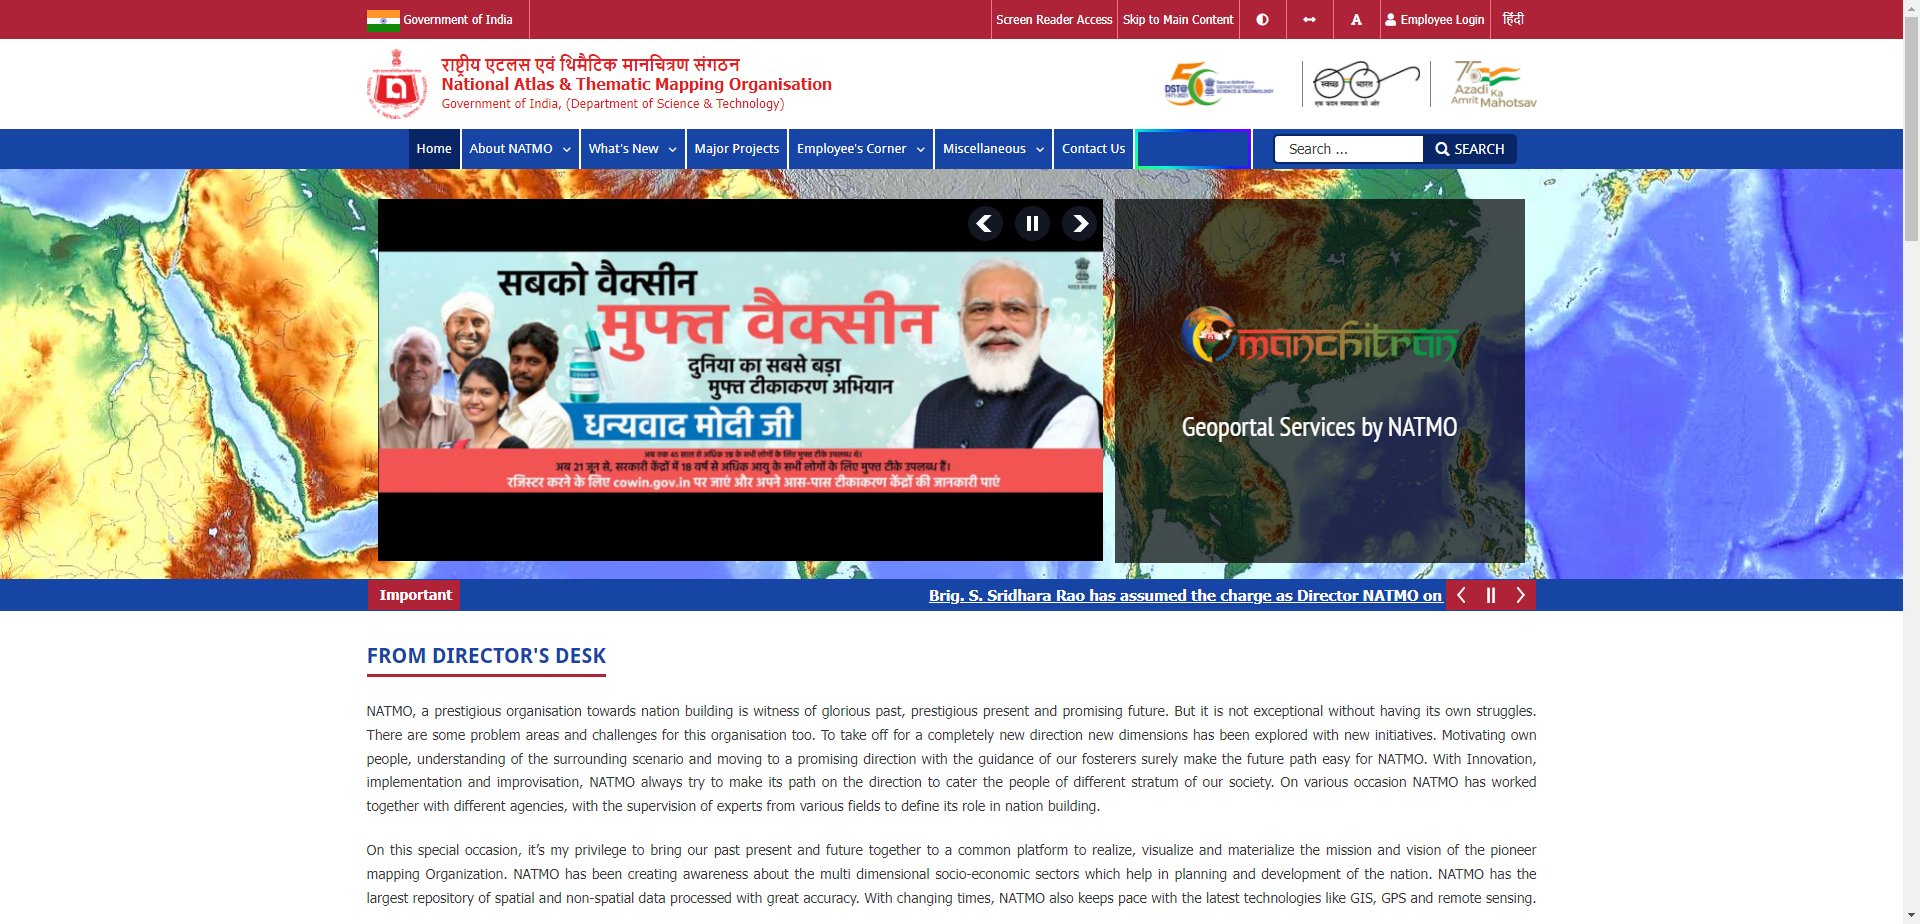 Government of India
Screen Reader Access
Skip to Main Content
A
Employee Login
हिंदी
राष्ट्रीय एटलस एवं थिमैटिक मानचित्रण संगठन
National Atlas & Thematic Mapping Organisation
Government of India, (Department of Science & Technology)
DST@
1971-2021
DEPARTMENT OF
SCIENCE & TECHNOLOGY
स्वच्छ भारत
एक कदम स्वच्छता की ओर
75
Azadi Ka
Amrit Mahotsav
Home
About NATMO
What's New
Major Projects
Employee's Corner
Miscellaneous
Contact Us
Search ...
SEARCH
सबको वैक्सीन
मुफ्त वैक्सीन
दुनिया का सबसे बड़ा
मुफ्त टीकाकरण अभियान
धन्यवाद मोदी जी
अब 21 जून से, सरकारी केंद्रों में 18 वर्ष से अधिक आयु के सभी लोगों के लिए मुफ्त टीके उपलब्ध हैं।
रजिस्टर करने के लिए cowin.gov.in पर जाएं और अपने आस-पास टीकाकरण केंद्रों की जानकारी पाएं
manchitran
Geoportal Services by NATMO
Important
Brig. S. Sridhara Rao has assumed the charge as Director NATMO on
FROM DIRECTOR'S DESK
NATMO, a prestigious organisation towards nation building is witness of glorious past, prestigious present and promising future. But it is not exceptional without having its own struggles.
There are some problem areas and challenges for this organisation too. To take off for a completely new direction new dimensions has been explored with new initiatives. Motivating own
people, understanding of the surrounding scenario and moving to a promising direction with the guidance of our fosterers surely make the future path easy for NATMO. With Innovation,
implementation and improvisation, NATMO always try to make its path on the direction to cater the people of different stratum of our society. On various occasion NATMO has worked
together with different agencies, with the supervision of experts from various fields to define its role in nation building.
On this special occasion, it’s my privilege to bring our past present and future together to a common platform to realize, visualize and materialize the mission and vision of the pioneer
mapping Organization. NATMO has been creating awareness about the multi dimensional socio-economic sectors which help in planning and development of the nation. NATMO has the
largest repository of spatial and non-spatial data processed with great accuracy. With changing times, NATMO also keeps pace with the latest technologies like GIS, GPS and remote sensing.